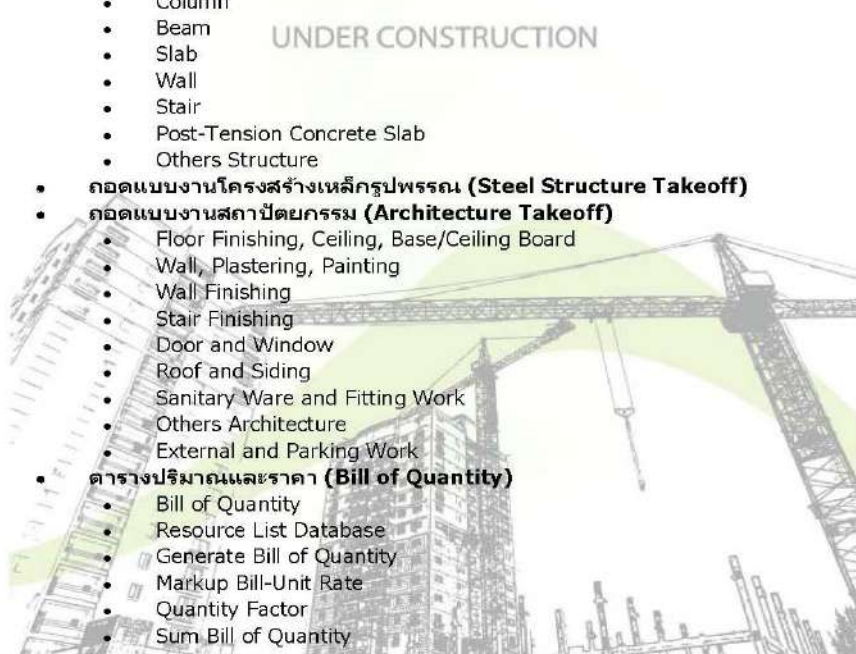 • Column
• Beam
UNDER CONSTRUCTION
• Slab
• Wall
• Stair
• Post-Tension Concrete Slab
• Others Structure
• ถอดแบบงานโครงสร้างเหล็กรูปพรรณ (Steel Structure Takeoff)
• ถอดแบบงานสถาปัตยกรรม (Architecture Takeoff)
• Floor Finishing, Ceiling, Base/Ceiling Board
• Wall, Plastering, Painting
• Wall Finishing
• Stair Finishing
• Door and Window
• Roof and Siding
• Sanitary Ware and Fitting Work
• Others Architecture
• External and Parking Work
• ตารางปริมาณและราคา (Bill of Quantity)
• Bill of Quantity
• Resource List Database
• Generate Bill of Quantity
• Markup Bill-Unit Rate
• Quantity Factor
• Sum Bill of Quantity